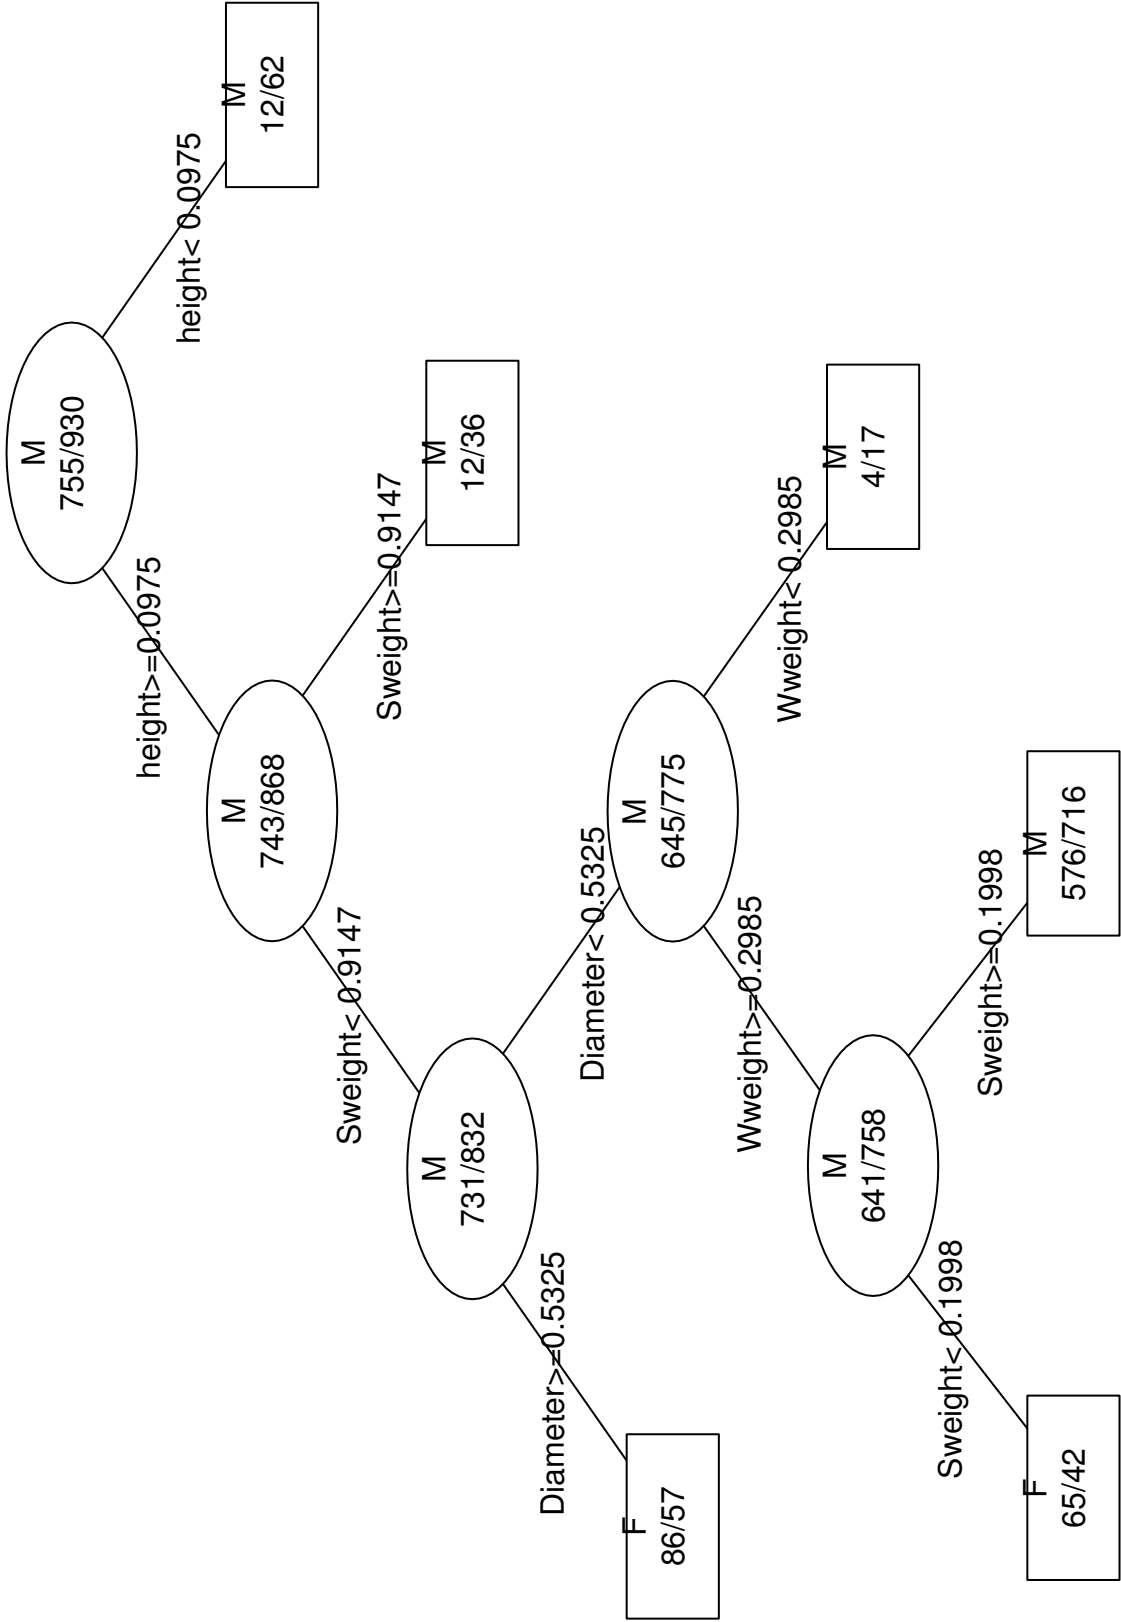 M
755/930
height>=0.0975
height< 0.0975
M
743/868
M
12/62
Sweight< 0.9147
Sweight>=0.9147
M
731/832
M
12/36
Diameter>=0.5325
Diameter< 0.5325
F
86/57
M
645/775
Wweight>=0.2985
Wweight< 0.2985
M
641/758
M
4/17
Sweight< 0.1998
Sweight>=0.1998
F
65/42
M
576/716